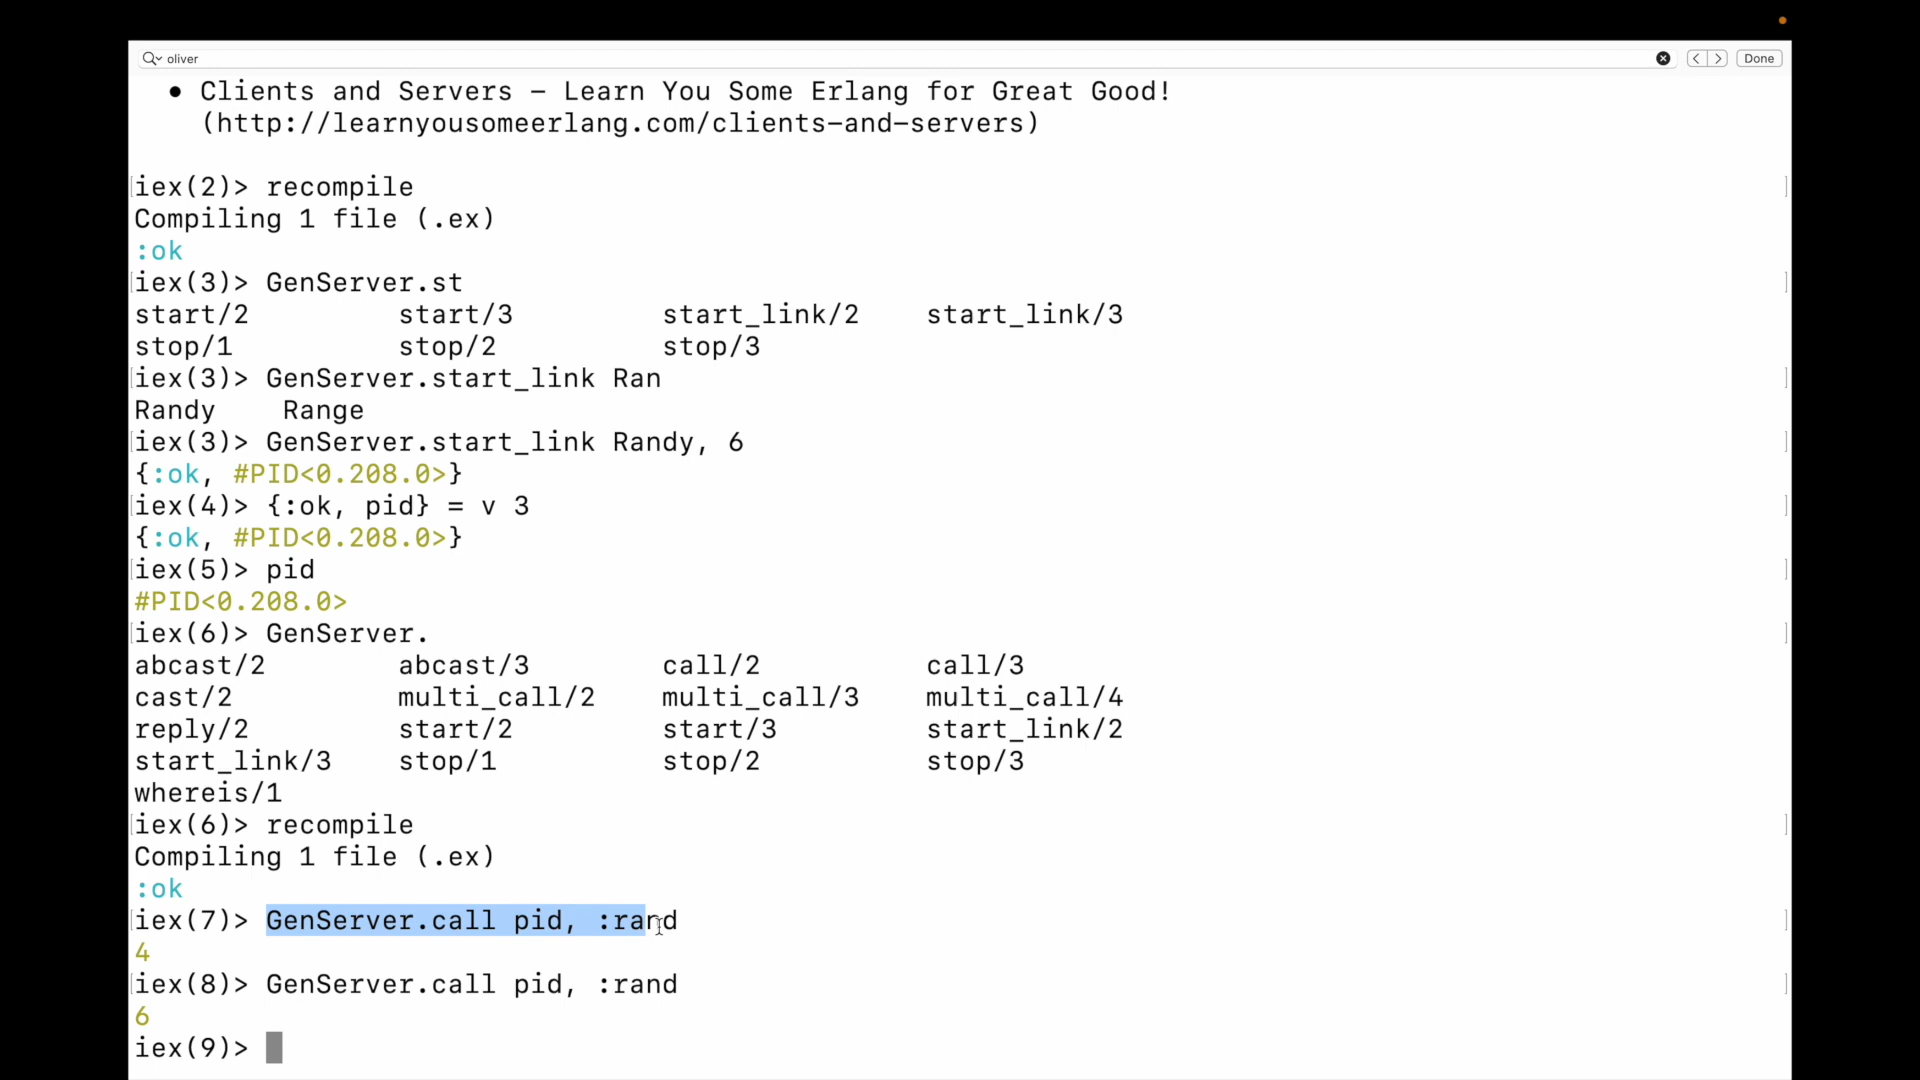 oliver
Done
• Clients and Servers – Learn You Some Erlang for Great Good!
(http://learnyousomeerlang.com/clients-and-servers)
iex(2)> recompile
Compiling 1 file (.ex)
:ok
iex(3)> GenServer.st
start/2 start/3 start_link/2 start_link/3
stop/1 stop/2 stop/3
iex(3)> GenServer.start_link Ran
Randy Range
iex(3)> GenServer.start_link Randy, 6
{:ok, #PID<0.208.0>}
iex(4)> {:ok, pid} = v 3
{:ok, #PID<0.208.0>}
iex(5)> pid
#PID<0.208.0>
iex(6)> GenServer.
abcast/2 abcast/3 call/2 call/3
cast/2 multi_call/2 multi_call/3 multi_call/4
reply/2 start/2 start/3 start_link/2
start_link/3 stop/1 stop/2 stop/3
whereis/1
iex(6)> recompile
Compiling 1 file (.ex)
:ok
iex(7)> GenServer.call pid, :rand
4
iex(8)> GenServer.call pid, :rand
6
iex(9)>